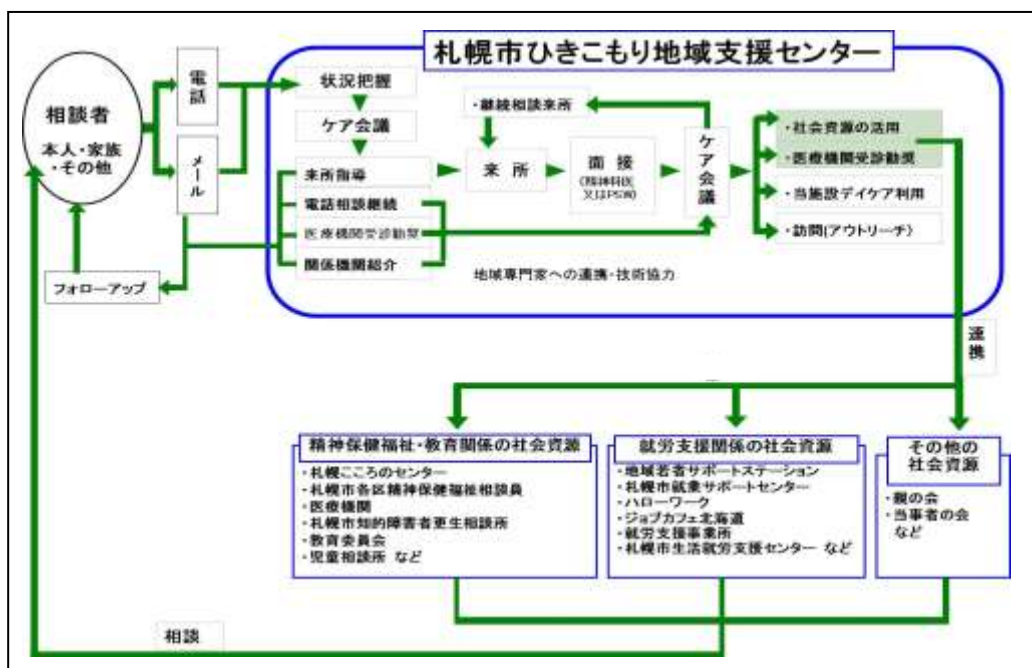 札幌市ひきこもり地域支援センター
相談者
本人・家族
・その他
電話
メール
フォローアップ
状況把握
ケア会議
来所指導
電話相談継続
医療機関受診勧奨
関係機関紹介
・継続相談来所
来所
面接
(精神科医
又はPSW)
ケア会議
・社会資源の活用
・医療機関受診勧奨
・当施設デイケア利用
・訪問(アウトリーチ)
地域専門家への連携・技術協力
連携
精神保健福祉・教育関係の社会資源
・札幌こころのセンター
・札幌市各区精神保健福祉相談員
・医療機関
・札幌市知的障害者更生相談所
・教育委員会
・児童相談所 など
就労支援関係の社会資源
・地域若者サポートステーション
・札幌市就業サポートセンター
・ハローワーク
・ジョブカフェ北海道
・就労支援事業所
・札幌市生活就労支援センター など
その他の
社会資源
・親の会
・当事者の会
など
相談